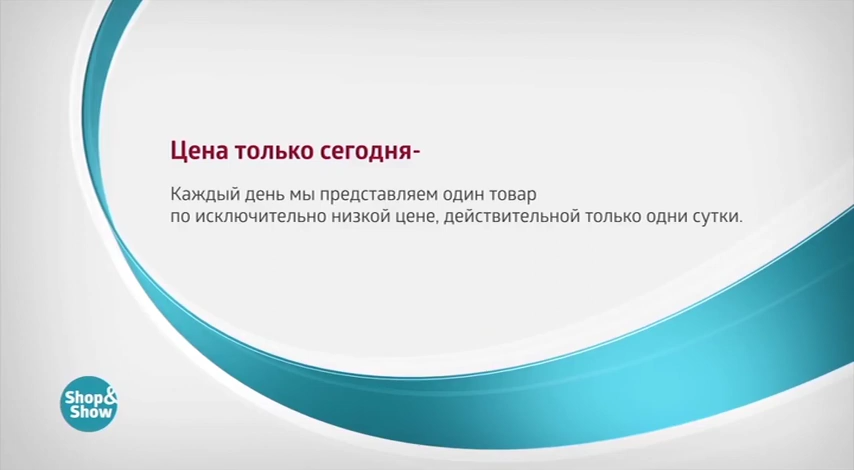 Цена только сегодня-
Каждый день мы представляем один товар
по исключительно низкой цене, действительной только одни сутки.
Shop&
Show